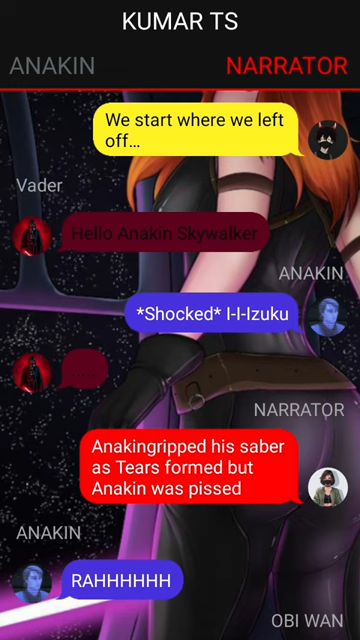 KUMAR TS
ANAKIN
NARRATOR
We start where we left
off...
Vader
Hello Anakin Skywalker
ANAKIN
*Shocked* I-I-Izuku
......
NARRATOR
Anakingripped his saber
as Tears formed but
Anakin was pissed
ANAKIN
RAHHHHHH
OBI WAN